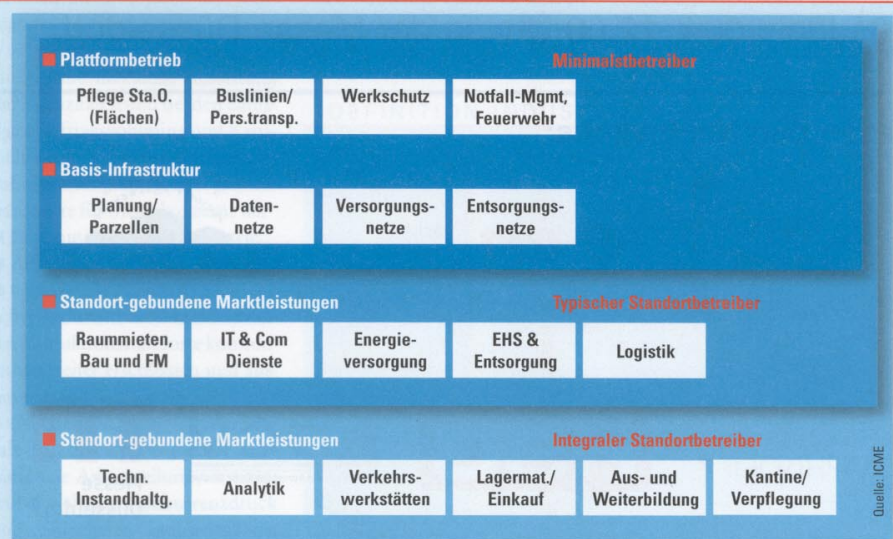 Plattformbetrieb
Minimalstbetreiber
Pflege Sta.O.
(Flächen)
Buslinien/
Pers.transp.
Werkschutz
Notfall-Mgmt,
Feuerwehr
Basis-Infrastruktur
Planung/
Parzellen
Daten-
netze
Versorgungs-
netze
Entsorgungs-
netze
Standort-gebundene Marktleistungen
Typischer Standortbetreiber
Raummieten,
Bau und FM
IT & Com
Dienste
Energie-
versorgung
EHS &
Entsorgung
Logistik
Standort-gebundene Marktleistungen
Integraler Standortbetreiber
Techn.
Instandhaltg.
Analytik
Verkehrs-
werkstätten
Lagermat./
Einkauf
Aus- und
Weiterbildung
Kantine/
Verpflegung
Quelle: ICME